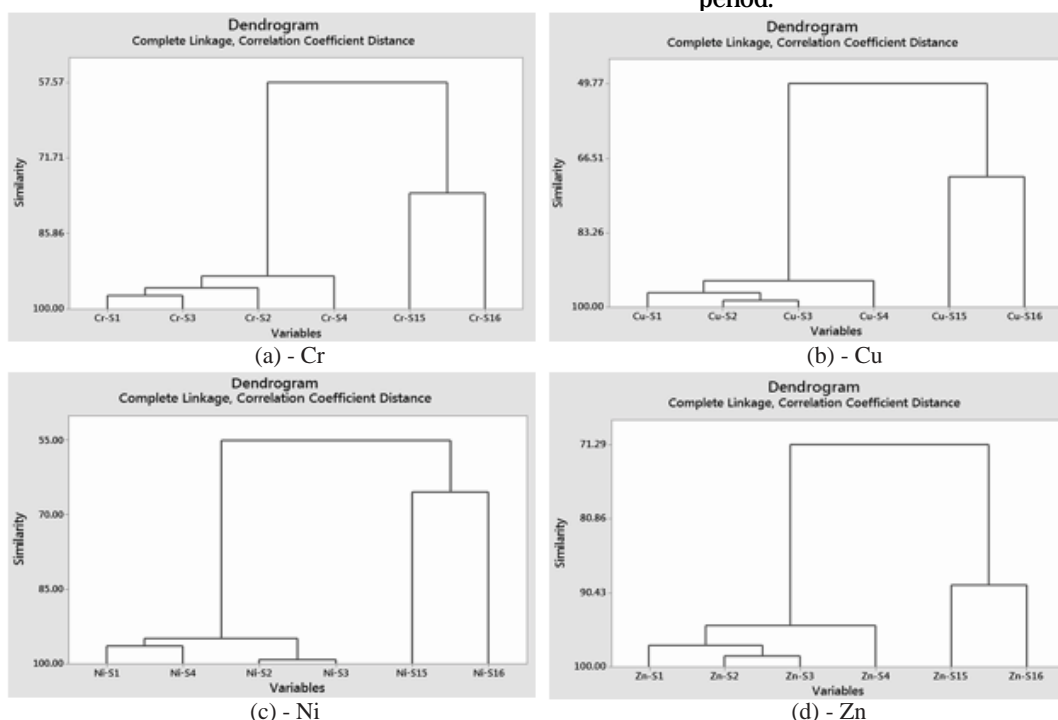 period.
Dendrogram
Complete Linkage, Correlation Coefficient Distance
57.57
71.71
85.86
100.00
Similarity
Cr-S1 Cr-S3 Cr-S2 Cr-S4 Cr-S15 Cr-S16
Variables
(a) - Cr
Dendrogram
Complete Linkage, Correlation Coefficient Distance
49.77
66.51
83.26
100.00
Similarity
Cu-S1 Cu-S2 Cu-S3 Cu-S4 Cu-S15 Cu-S16
Variables
(b) - Cu
Dendrogram
Complete Linkage, Correlation Coefficient Distance
55.00
70.00
85.00
100.00
Similarity
Ni-S1 Ni-S4 Ni-S2 Ni-S3 Ni-S15 Ni-S16
Variables
(c) - Ni
Dendrogram
Complete Linkage, Correlation Coefficient Distance
71.29
80.86
90.43
100.00
Similarity
Zn-S1 Zn-S2 Zn-S3 Zn-S4 Zn-S15 Zn-S16
Variables
(d) - Zn